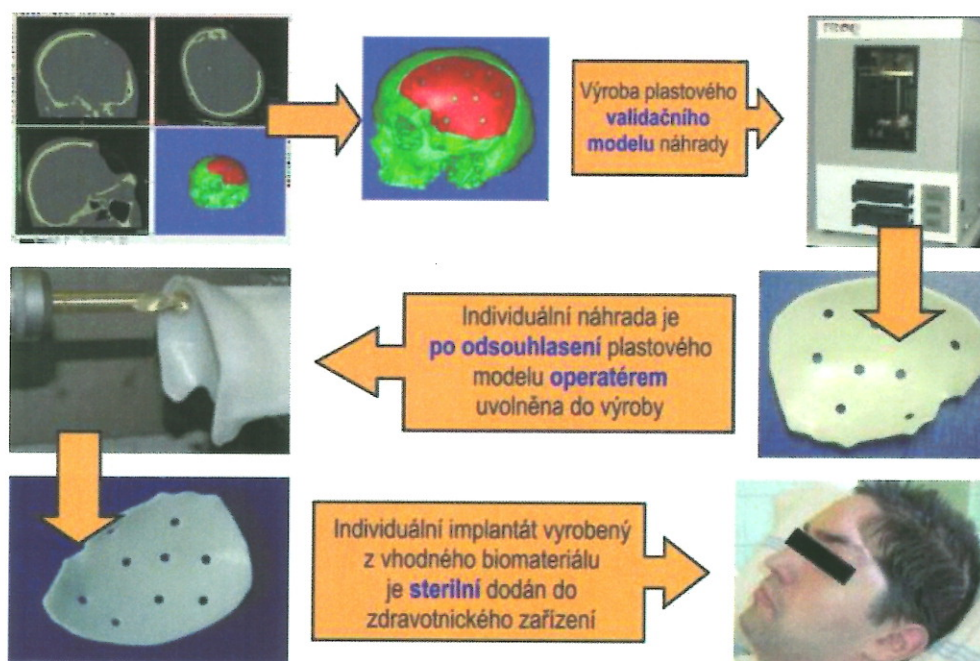 Výroba plastového
validačního
modelu náhrady
Individuální náhrada je
po odsouhlasení plastového
modelu operatérem
uvolněna do výroby
Individuální implantát vyrobený
z vhodného biomateriálu
je sterilní dodán do
zdravotnického zařízení